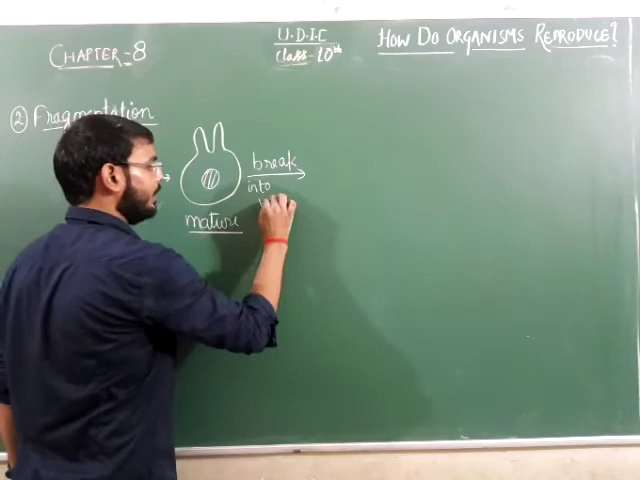 U.D.I.C
Class - 10th
CHAPTER-8
HOW DO ORGANISMS REPRODUCE?
② Fragmentation
break
into
mature